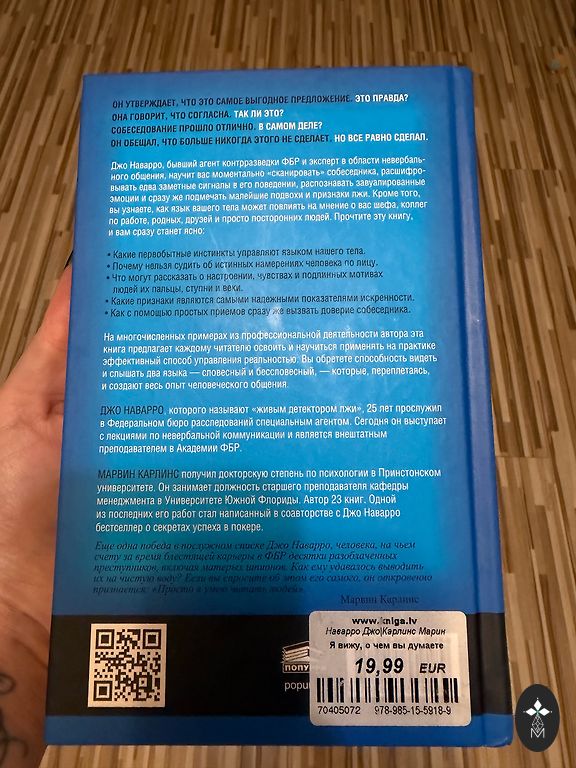 ОН УТВЕРЖДАЕТ, ЧТО ЭТО САМОЕ ВЫГОДНОЕ ПРЕДЛОЖЕНИЕ. ЭТО ПРАВДА?
ОНА ГОВОРИТ, ЧТО СОГЛАСНА. ТАК ЛИ ЭТО?
СОБЕСЕДОВАНИЕ ПРОШЛО ОТЛИЧНО. В САМОМ ДЕЛЕ?
ОН ОБЕЩАЛ, ЧТО БОЛЬШЕ НИКОГДА ЭТОГО НЕ СДЕЛАЕТ. НО ВСЕ РАВНО СДЕЛАЛ.
Джо Наварро, бывший агент контрразведки ФБР и эксперт в области невербаль-
ного общения, научит вас моментально «сканировать» собеседника, расшифро-
вывать едва заметные сигналы в его поведении, распознавать завуалированные
эмоции и сразу же подмечать малейшие подвохи и признаки лжи. Кроме того,
вы узнаете, как язык вашего тела может повлиять на мнение о вас шефа, коллег
по работе, родных, друзей и просто посторонних людей. Прочтите эту книгу,
и вам сразу станет ясно:
• Какие первобытные инстинкты управляют языком нашего тела.
• Почему нельзя судить об истинных намерениях человека по лицу.
• Что могут рассказать о настроении, чувствах и подлинных мотивах
людей их пальцы, ступни и веки.
• Какие признаки являются самыми надежными показателями искренности.
• Как с помощью простых приемов сразу же вызвать доверие собеседника.
На многочисленных примерах из профессиональной деятельности автора эта
книга предлагает каждому читателю освоить и научиться применять на практике
эффективный способ управления реальностью. Вы обретете способность видеть
и слышать два языка — словесный и бессловесный, — которые, переплетаясь,
и создают весь опыт человеческого общения.
ДЖО НАВАРРО, которого называют «живым детектором лжи», 25 лет прослужил
в Федеральном бюро расследований специальным агентом. Сегодня он выступает
с лекциями по невербальной коммуникации и является внештатным
преподавателем в Академии ФБР.
МАРВИН КАРЛИНС получил докторскую степень по психологии в Принстонском
университете. Он занимает должность старшего преподавателя кафедры
менеджмента в Университете Южной Флориды. Автор 23 книг. Одной
из последних его работ стал написанный в соавторстве с Джо Наварро
бестселлер о секретах успеха в покере.
Еще одна победа в послужном списке Джо Наварро, человека, на чьем
счету за время блестящей карьеры в ФБР десятки разоблаченных
преступников, включая матерых шпионов. Как ему удавалось выводить
их на чистую воду? Если вы спросите об этом его самого, он откровенно
признается: «Просто я умею читать людей».
Марвин Карлинс
www.kniga.lv
Наварро Джо|Карлинс Марин
Я вижу, о чем вы думаете
19,99 EUR
70405072 978-985-15-5918-9